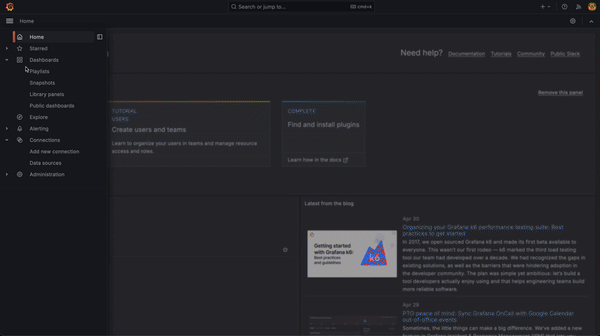 Search or jump to...
cmd+k
Home
Home
Starred
Dashboards
Playlists
Snapshots
Library panels
Public dashboards
Explore
Alerting
Connections
Add new connection
Data sources
Administration
Need help?
Documentation
Tutorials
Community
Public Slack
Remove this panel
TUTORIAL
USERS
Create users and teams
Learn to organize your users in teams and manage resource
access and roles.
COMPLETE
Find and install plugins
Learn how in the docs
Latest from the blog
Getting started
with Grafana k6:
Best practices
and guidelines
k6
Apr 30
Organizing your Grafana k6 performance testing suite: Best
practices to get started
In 2017, we open sourced Grafana k6 and made its first beta available to
everyone. This wasn't our first rodeo — k6 marked the third load testing
tool our team had developed over a decade. We had recognized the gaps in
existing solutions, as well as the barriers that were hindering adoption in
the developer community. The plan was simple yet ambitious: let's build a
tool developers actually enjoy using and that helps engineering teams build
more reliable software.
Apr 29
PTO peace of mind: Sync Grafana OnCall with Google Calendar
out-of-office events
Sometimes, the little things can make a big difference. We've added a new